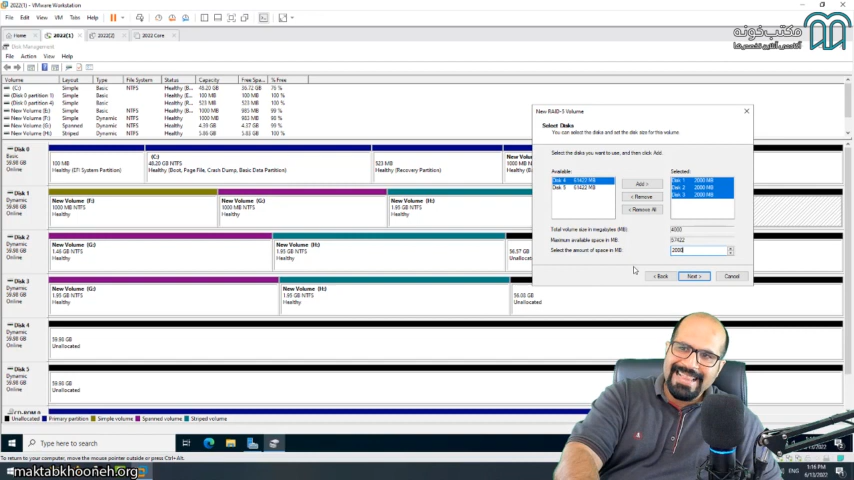 2022(1) - VMware Workstation
File Edit View VM Tabs Help
Home 2022(1) 2022(2) 2022 Core
Disk Management
File Action View Help
Volume Layout Type File System Status Capacity Free Spa... % Free
(C:) Simple Basic NTFS Healthy (B... 48.20 GB 36.72 GB 76 %
(Disk 0 partition 1) Simple Basic Healthy (E... 100 MB 100 MB 100 %
(Disk 0 partition 4) Simple Basic Healthy (R... 523 MB 523 MB 100 %
New Volume (E:) Simple Basic NTFS Healthy (B... 1000 MB 985 MB 99 %
New Volume (F:) Simple Dynamic NTFS Healthy 1000 MB 983 MB 98 %
New Volume (G:) Spanned Dynamic NTFS Healthy 4.39 GB 4.37 GB 99 %
New Volume (H:) Striped Dynamic NTFS Healthy 5.86 GB 5.83 GB 100 %
Disk 0
Basic
59.98 GB
Online
100 MB
Healthy (EFI System Partition)
(C:)
48.20 GB NTFS
Healthy (Boot, Page File, Crash Dump, Basic Data Partition)
523 MB
Healthy (Recovery Partition)
New Volu
1000 MB
Healthy (B
Disk 1
Dynamic
59.98 GB
Online
New Volume (F:)
1000 MB NTFS
Healthy
New Volume (G:)
1000 MB NTFS
Healthy
New Volume (H:)
1.95 GB NTFS
Healthy
Disk 2
Dynamic
59.98 GB
Online
New Volume (G:)
1.46 GB NTFS
Healthy
New Volume (H:)
1.95 GB NTFS
Healthy
56.57 G
Unalloca
Disk 3
Dynamic
59.98 GB
Online
New Volume (G:)
1.95 GB NTFS
Healthy
New Volume (H:)
1.95 GB NTFS
Healthy
Unallocated
Disk 4
Dynamic
59.98 GB
Online
59.98 GB
Unallocated
Disk 5
Dynamic
59.98 GB
Online
59.98 GB
Unallocated
CD-ROM 0
Unallocated Primary partition Simple volume Spanned volume Striped volume
New RAID-5 Volume
Select Disks
You can select the disks and set the disk size for this volume.
Select the disks you want to use, and then click Add.
Available: Selected:
Disk 4 61422 MB
Disk 5 61422 MB
Add >
< Remove
< Remove All
Disk 1 2000 MB
Disk 2 2000 MB
Disk 3 2000 MB
Total volume size in megabytes (MB): 4000
Maximum available space in MB: 57422
Select the amount of space in MB: 2000
< Back Next > Cancel
Type here to search
To return to your computer, move the mouse pointer outside or press Ctrl+Alt.
maktabkhooneh.org
ENG
1:16 PM
6/13/2022
مکتب‌خونه